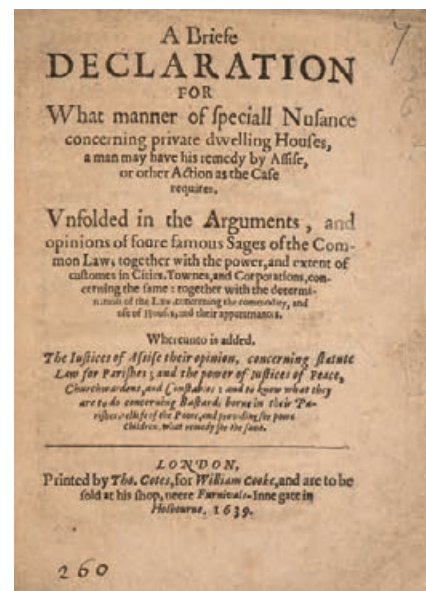 A Briefe
DECLARATION
FOR
What manner of ſpeciall Nuſance
concerning private dwelling Houſes,
a man may have his remedy by Aſſiſe,
or other Action as the Caſe
requires.
Vnfolded in the Arguments, and
opinions of foure famous Sages of the Com-
mon Law; together with the power, and extent of
cuſtomes in Cities, Townes, and Corporations, con-
cerning the ſame: together with the determi-
nation of the Law, concerning the commodity, and
uſe of Houſes, and their appertenances.
Whereunto is added,
The Iuſtices of Aſſiſe their opinion, concerning ſtatute
Law for Pariſhes; and the power of Juſtices of Peace,
Churchwardens, and Conſtables: and to know what they
are to do concerning Baſtards borne in their Pa-
riſhes, reliefe of the Poore, and providing for poore
Children, what remedy for the ſame.
LONDON,
Printed by Tho. Cotes, for William Cooke, and are to be
ſold at his ſhop, neere Furnivals-Inne gate in
Holbourne. 1639.
260
7